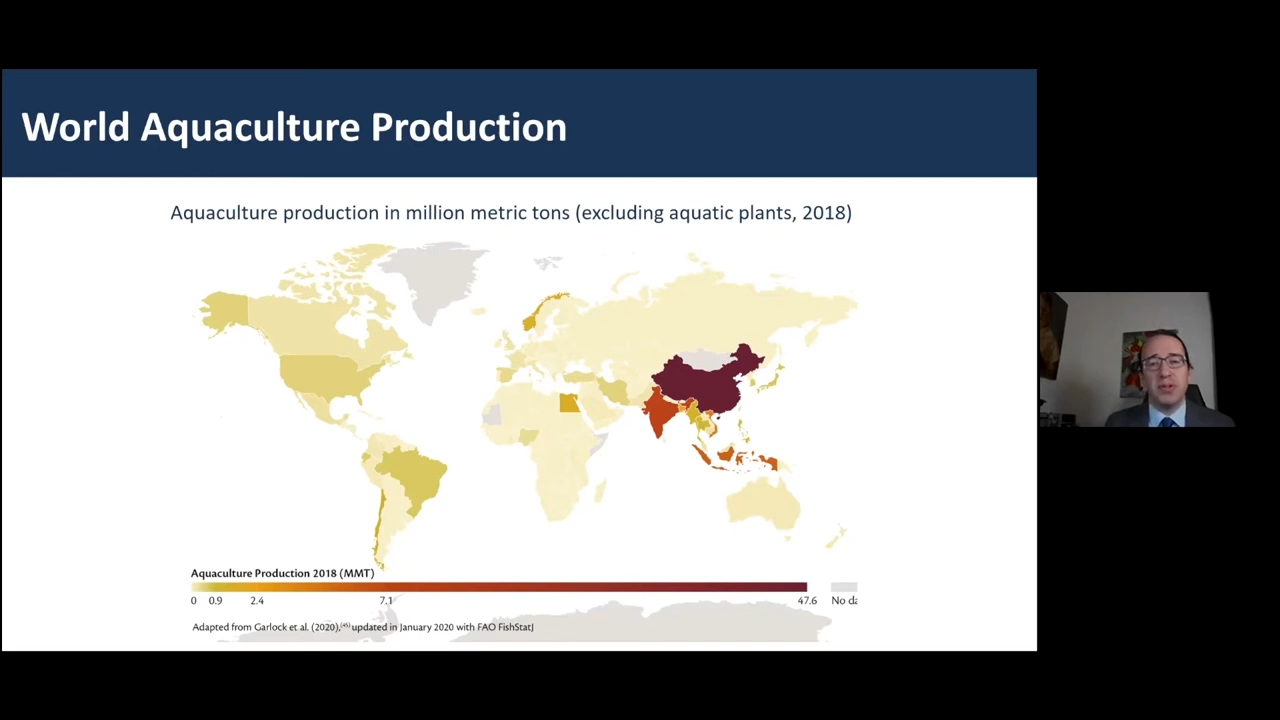 World Aquaculture Production
Aquaculture production in million metric tons (excluding aquatic plants, 2018)
Aquaculture Production 2018 (MMT)
0 0.9 2.4 7.1 47.6 No da
Adapted from Garlock et al. (2020),(45) updated in January 2020 with FAO FishStatJ